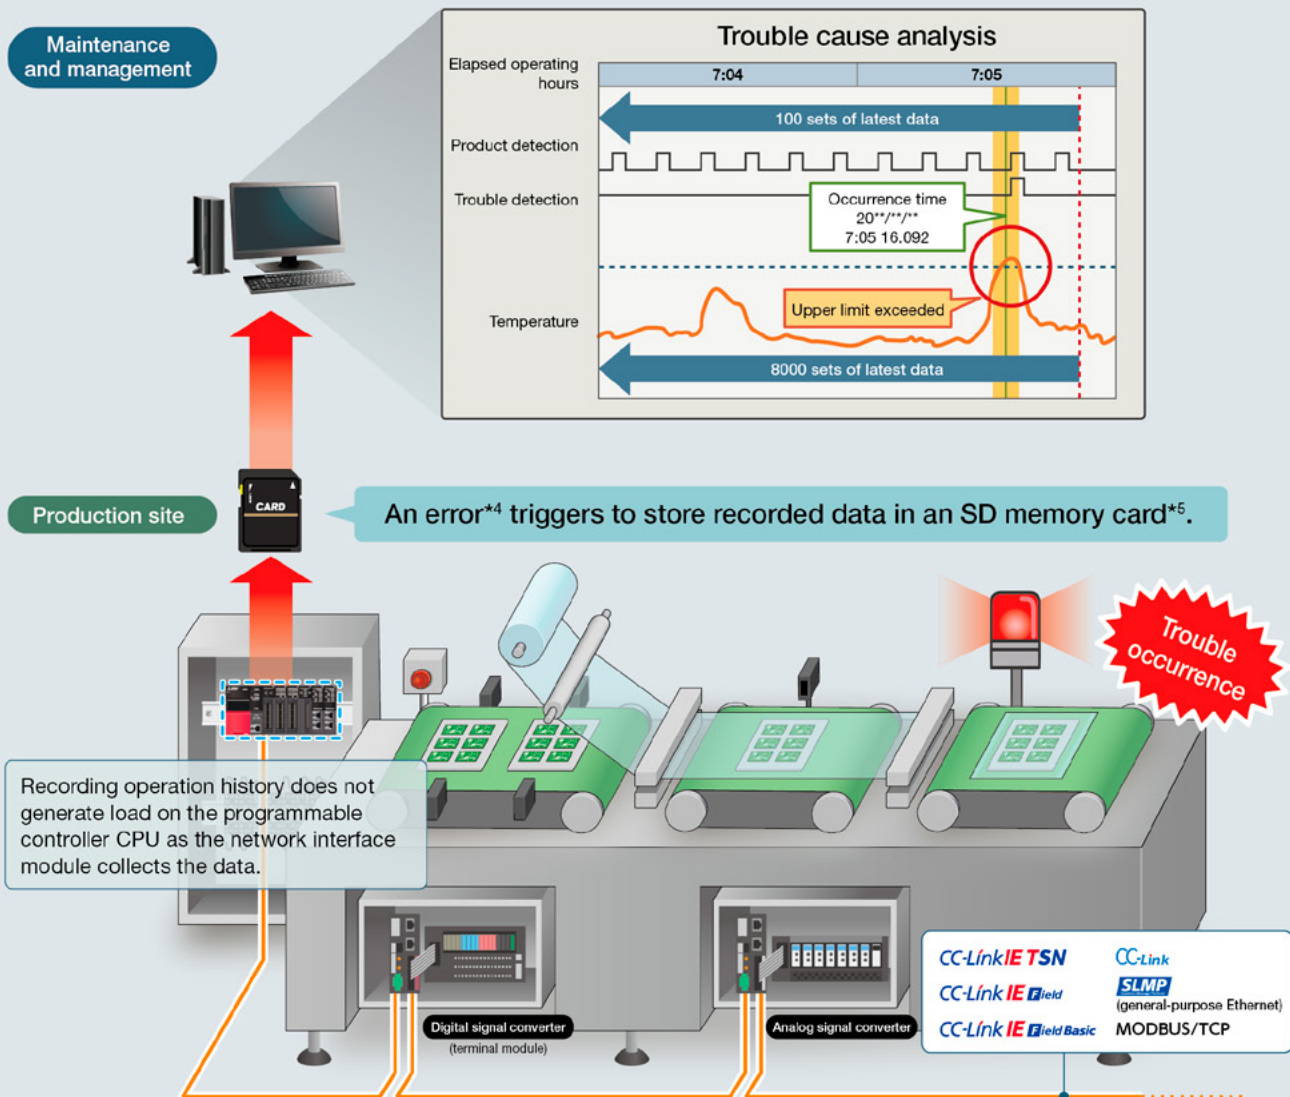 Maintenance
and management
Trouble cause analysis
Elapsed operating
hours
7:04
7:05
100 sets of latest data
Product detection
Trouble detection
Occurrence time
20**/**/**
7:05 16.092
Upper limit exceeded
Temperature
8000 sets of latest data
Production site
CARD
An error*4 triggers to store recorded data in an SD memory card*5.
Trouble
occurrence
Recording operation history does not
generate load on the programmable
controller CPU as the network interface
module collects the data.
Digital signal converter
(terminal module)
Analog signal converter
CC-Link IE TSN
CC-Link IE Field
CC-Link IE Field Basic
CC-Link
SLMP
(general-purpose Ethernet)
MODBUS/TCP